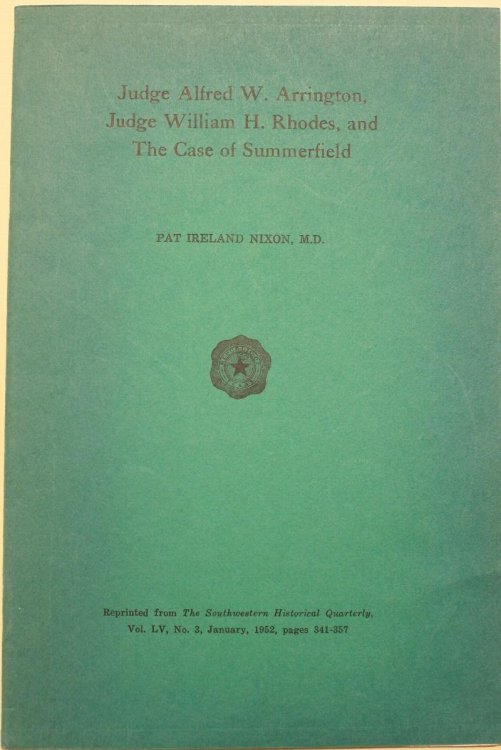 Judge Alfred W. Arrington,
Judge William H. Rhodes, and
The Case of Summerfield
PAT IRELAND NIXON, M.D.
Reprinted from The Southwestern Historical Quarterly,
Vol. LV, No. 3, January, 1952, pages 341-357